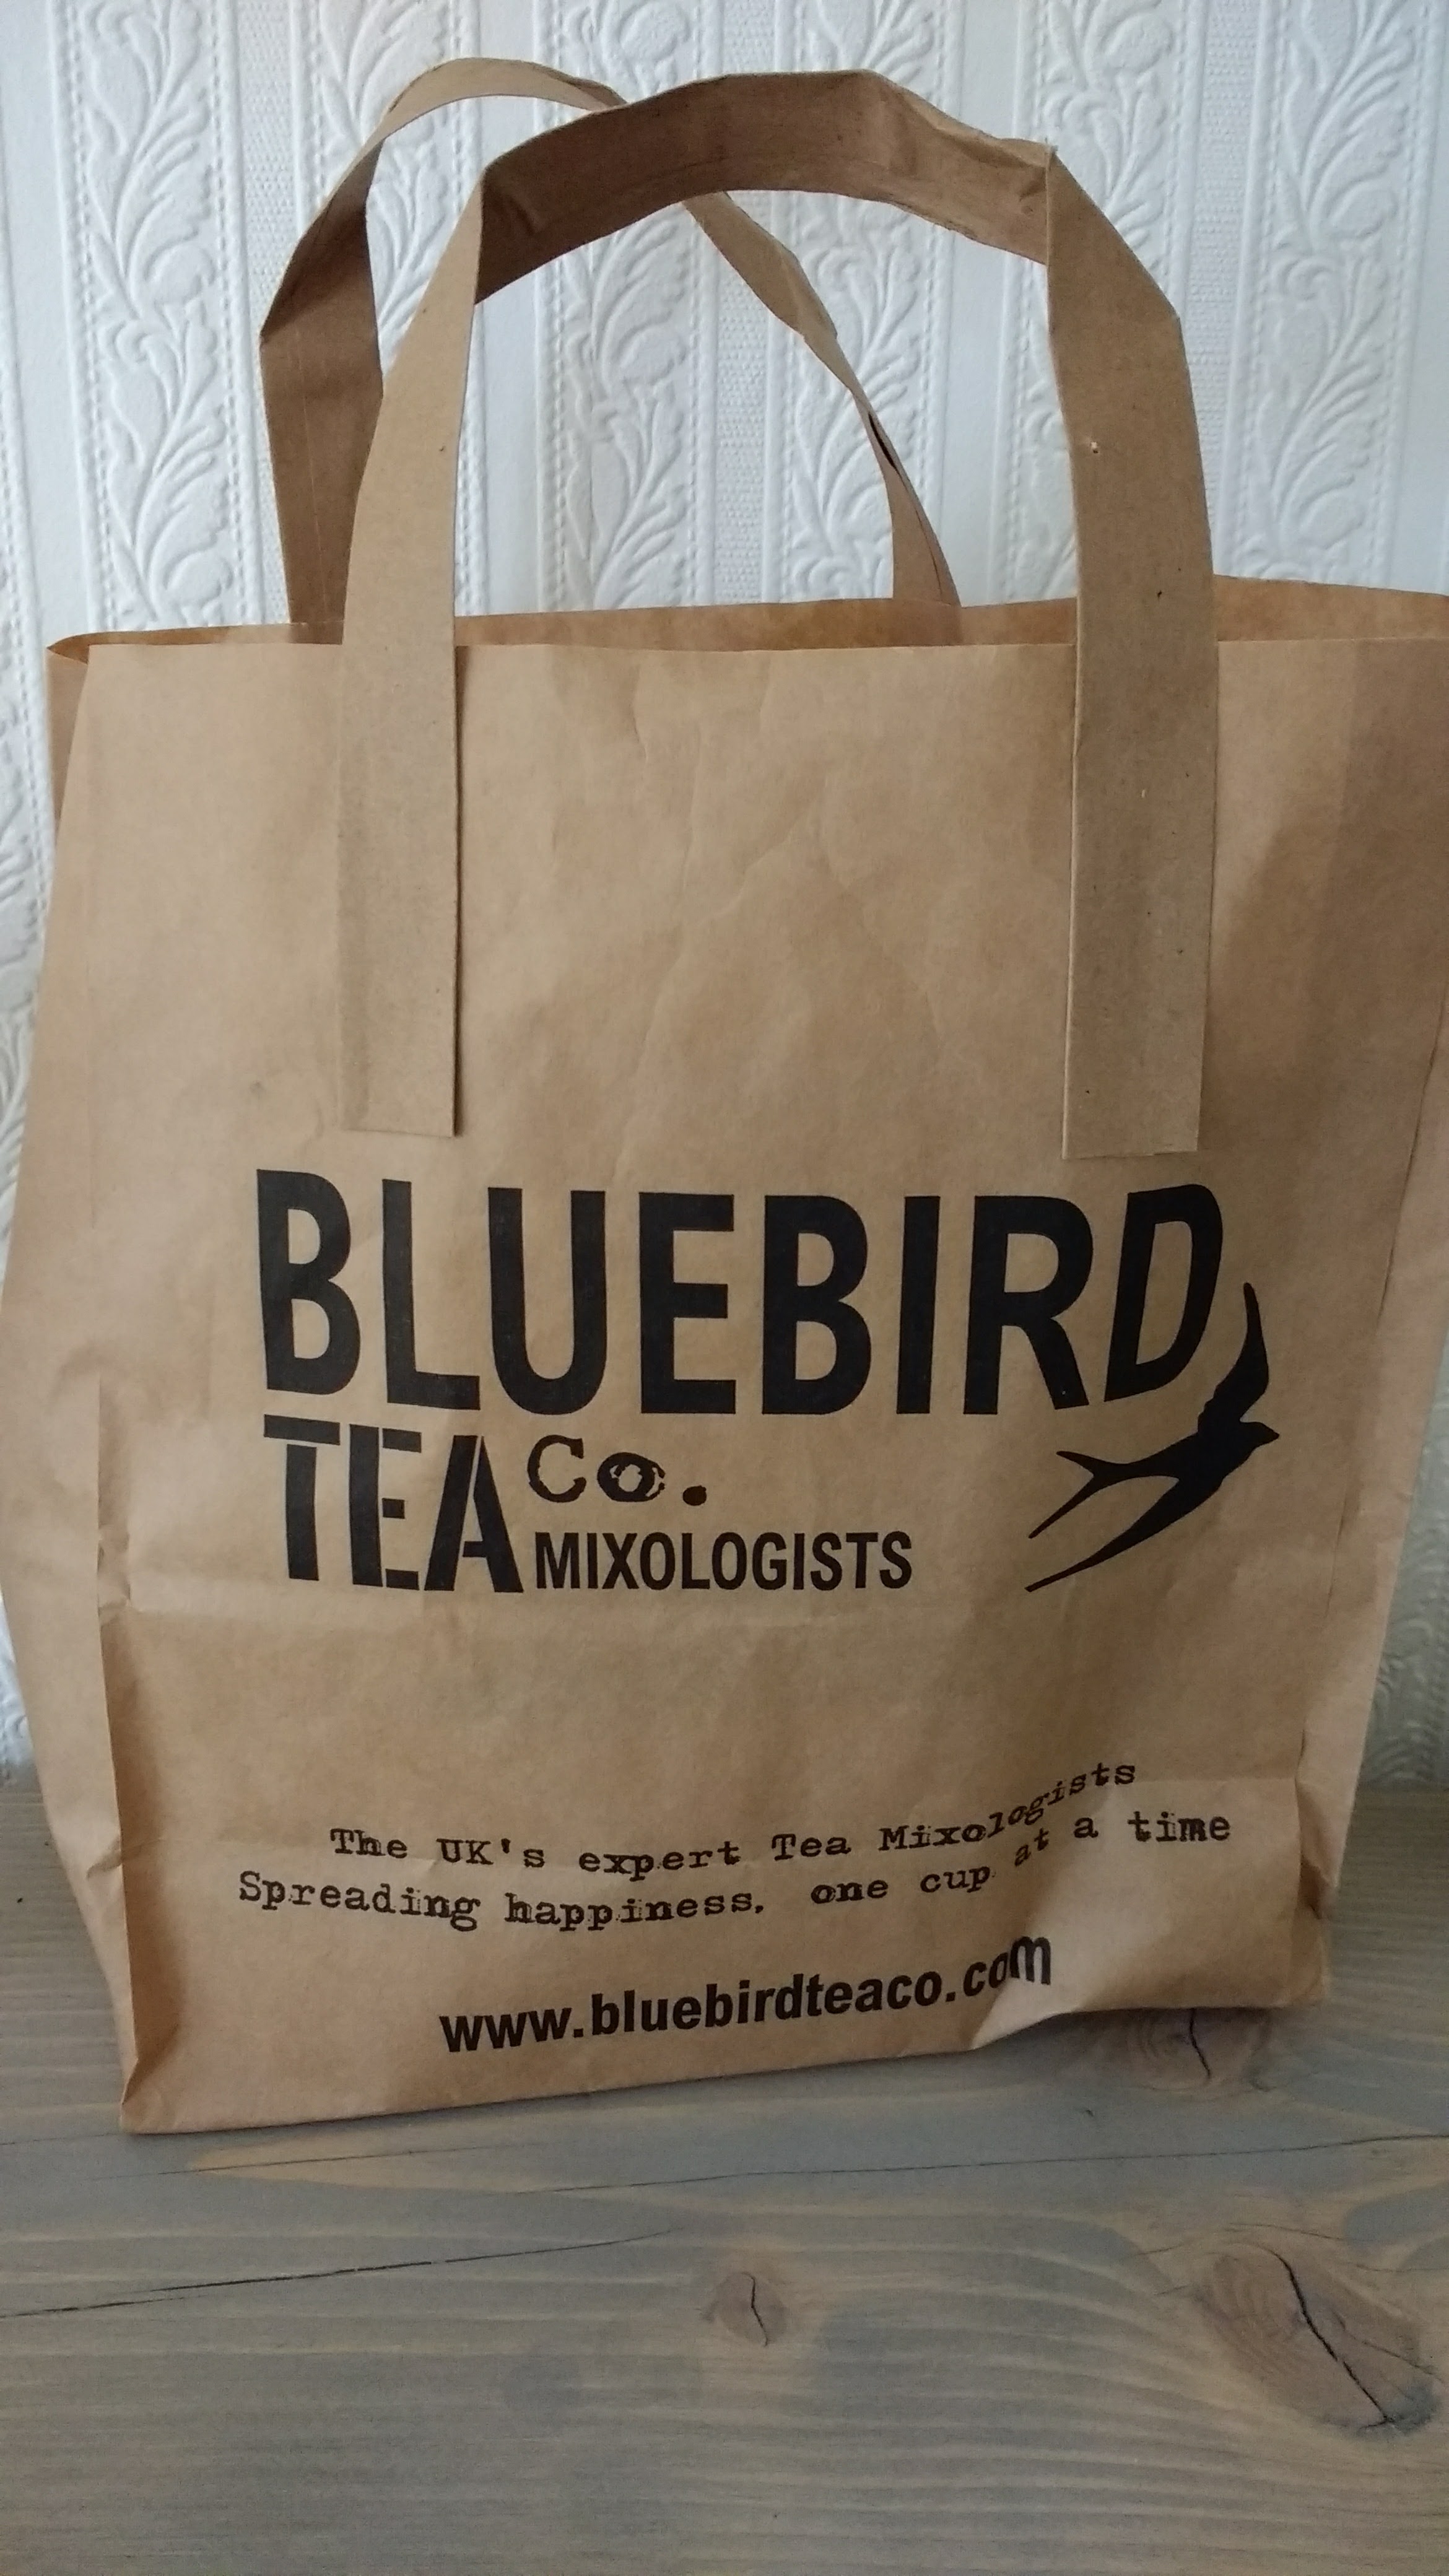 BLUEBIRD
TEA Co.
MIXOLOGISTS
The UK's expert Tea Mixologists
Spreading happiness, one cup at a time
www.bluebirdteaco.com